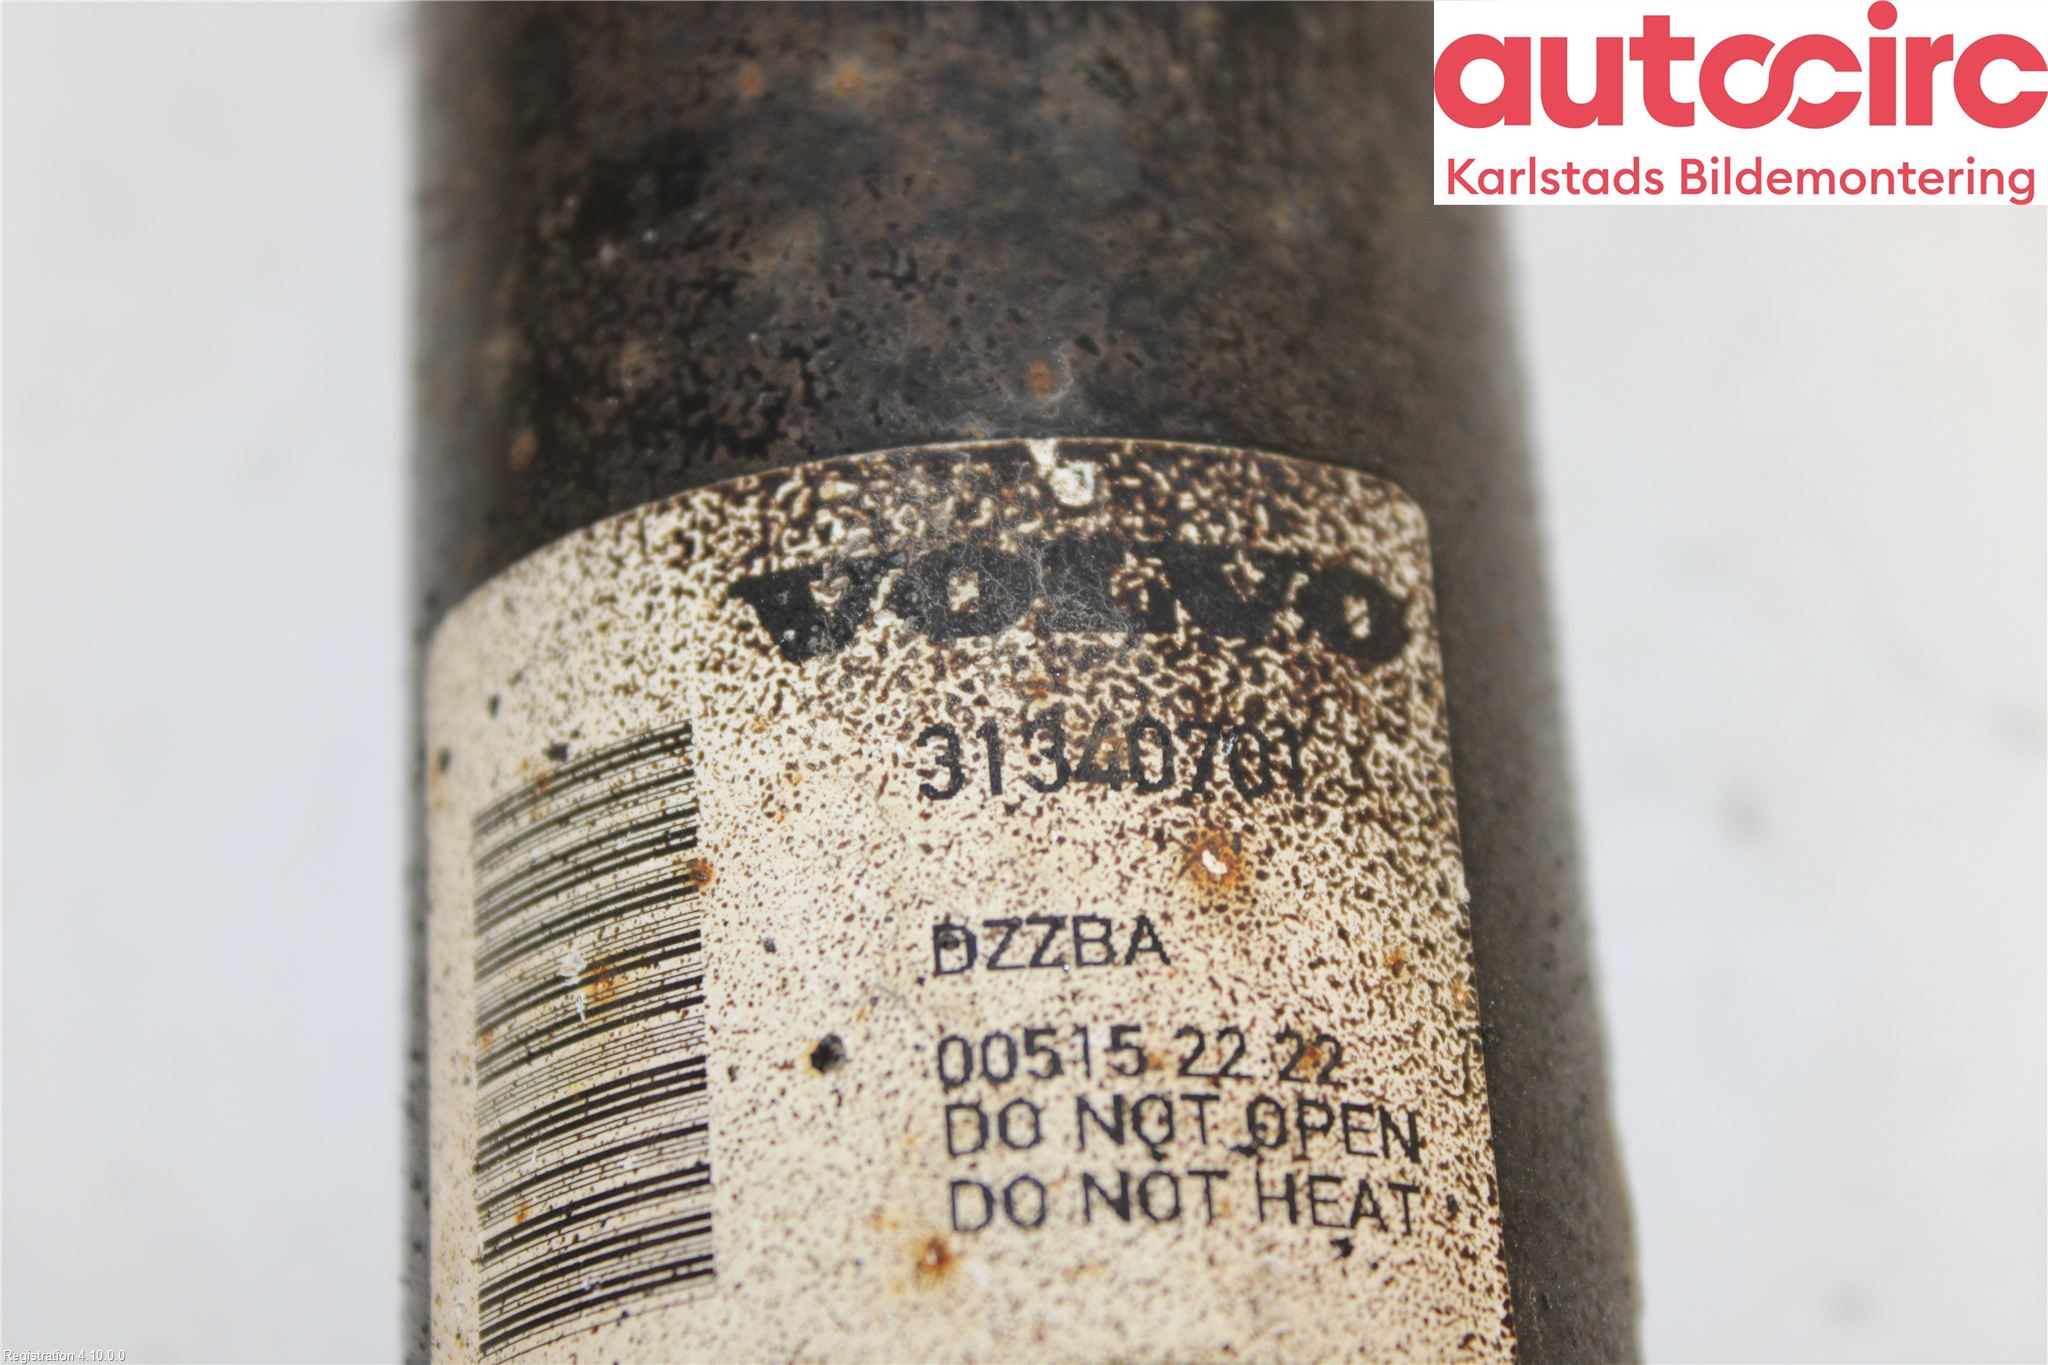 autocirc
Karlstads Bildemontering
VOLVO
31340701
DZZBA
00515 22 22
DO NOT OPEN
DO NOT HEAT
Registration 4.10.0.0